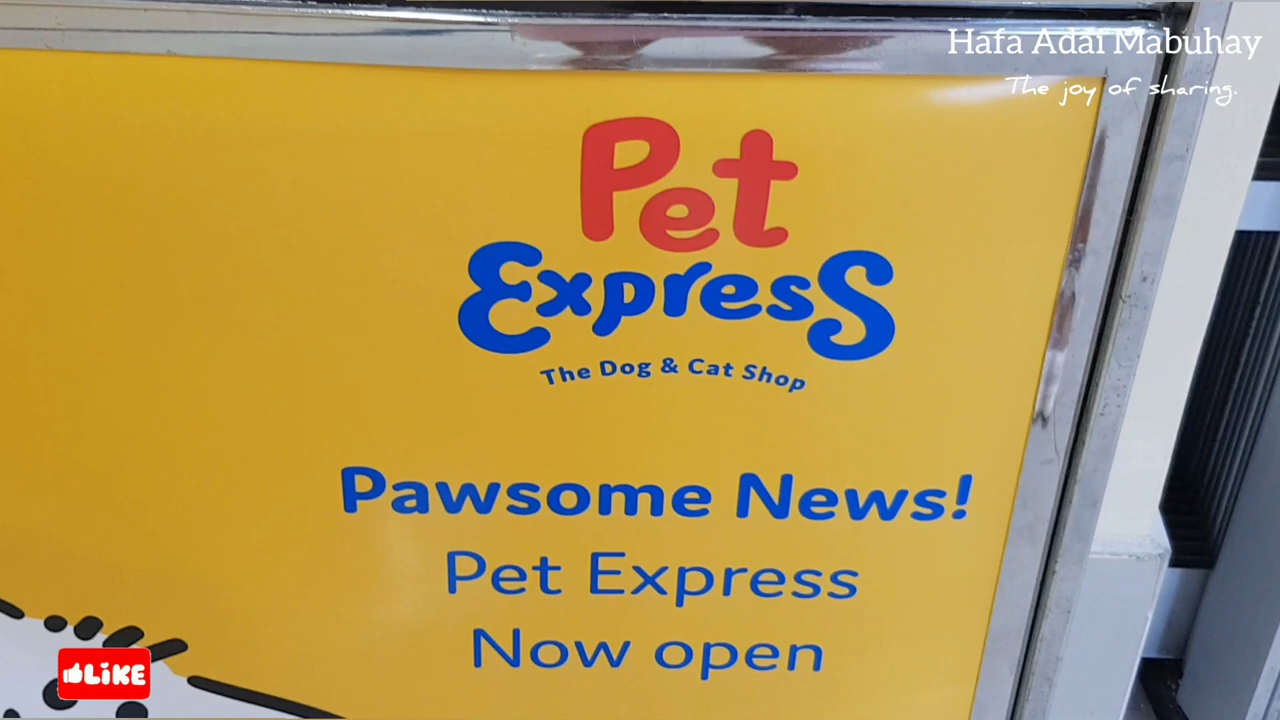 Hafa Adai Mabuhay
The joy of sharing.
Pet
Express
The Dog & Cat Shop
Pawsome News!
Pet Express
Now open
LIKE